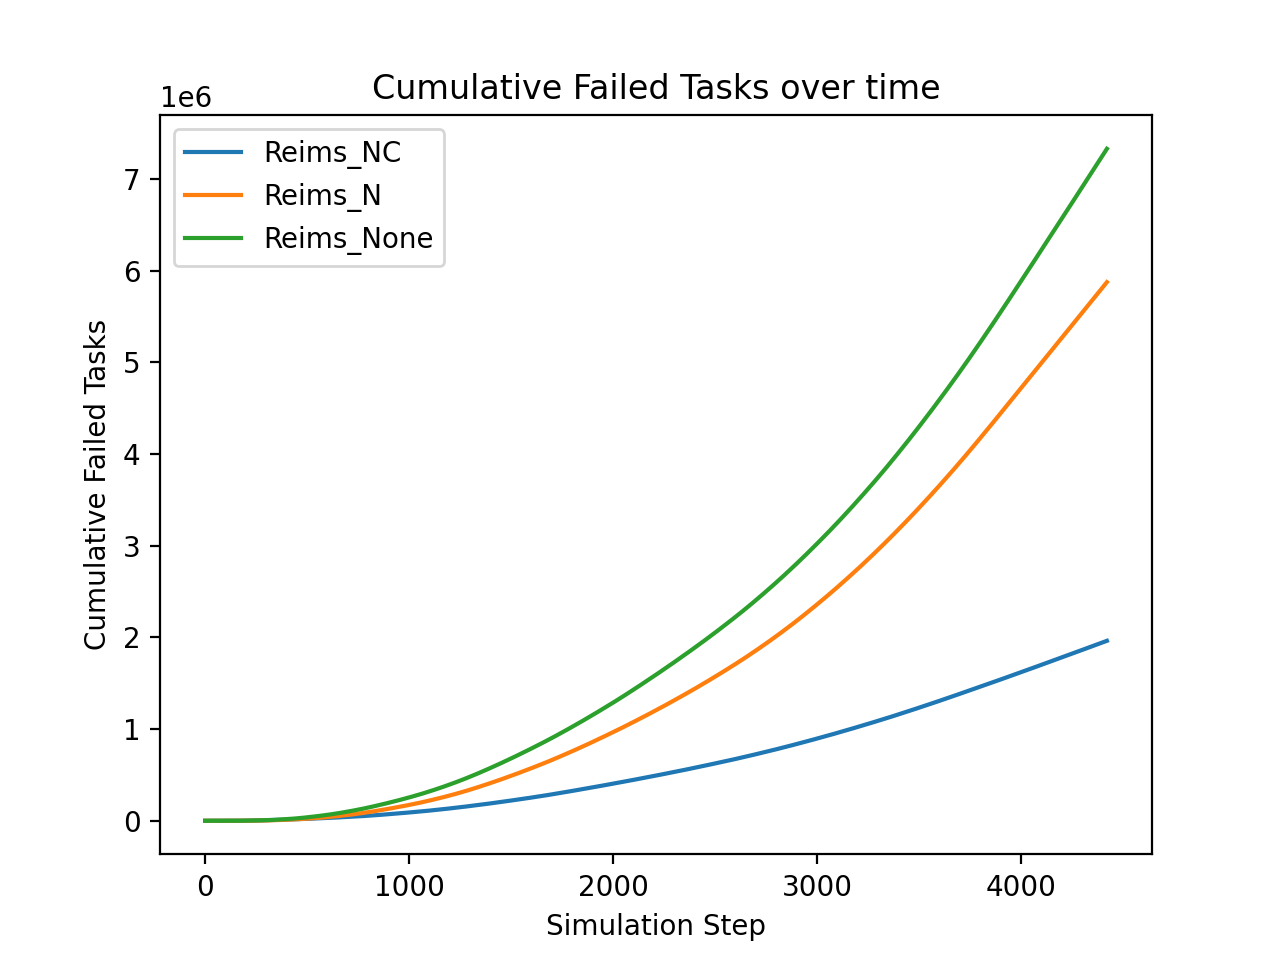 Cumulative Failed Tasks over time
1e6
Reims_NC
Reims_N
Reims_None
7
6
5
4
3
2
1
0
Cumulative Failed Tasks
0 1000 2000 3000 4000
Simulation Step